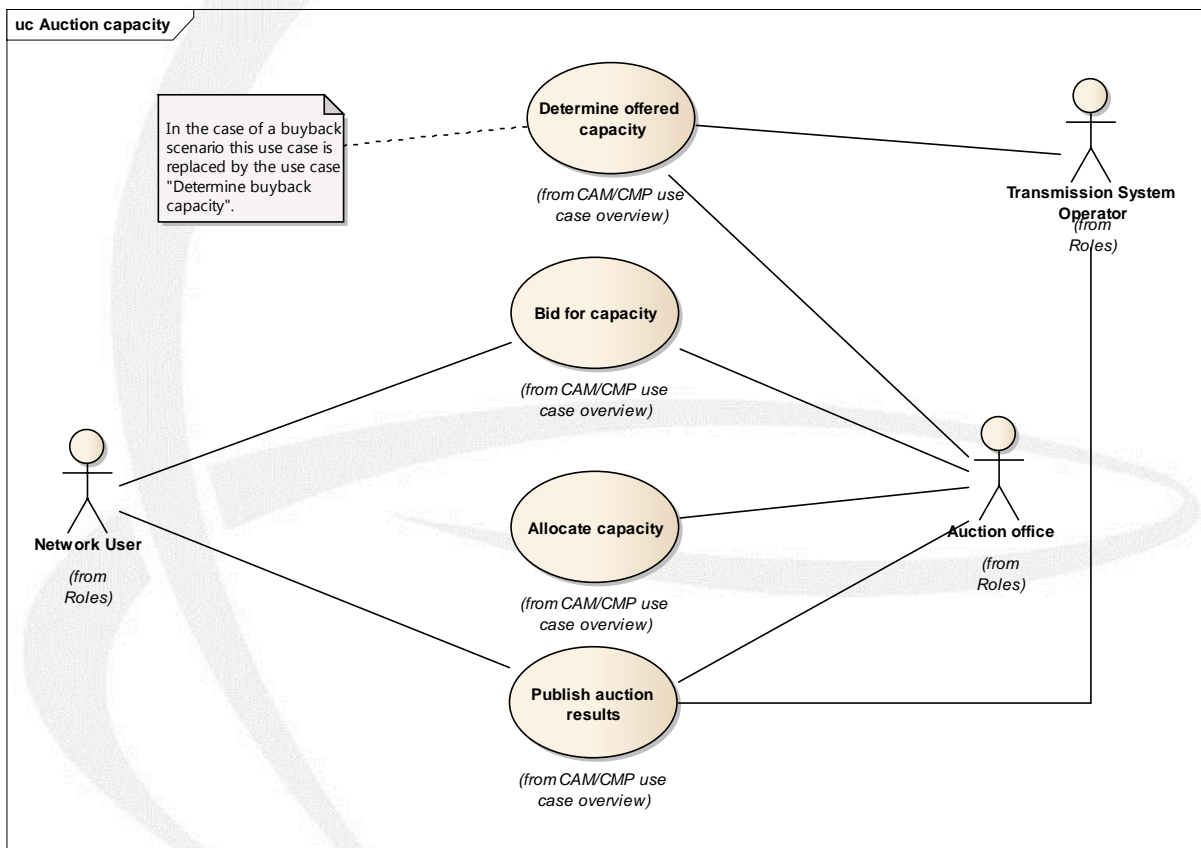 uc Auction capacity
In the case of a buyback
scenario this use case is
replaced by the use case
"Determine buyback
capacity".
Determine offered
capacity
(from CAM/CMP use
case overview)
Transmission System
Operator
(from
Roles)
Bid for capacity
(from CAM/CMP use
case overview)
Network User
(from
Roles)
Allocate capacity
(from CAM/CMP use
case overview)
Auction office
(from
Roles)
Publish auction
results
(from CAM/CMP use
case overview)